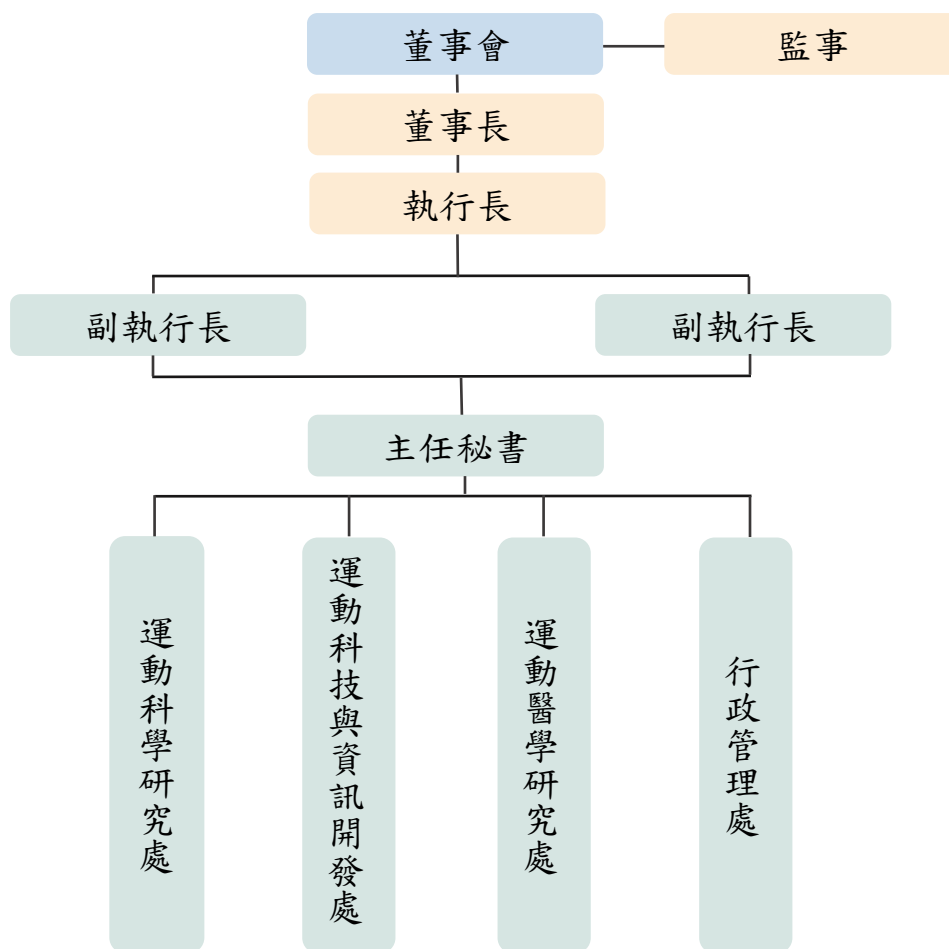 董事會
監事
董事長
執行長
副執行長
副執行長
主任秘書
運動科學研究處
運動科技與資訊開發處
運動醫學研究處
行政管理處